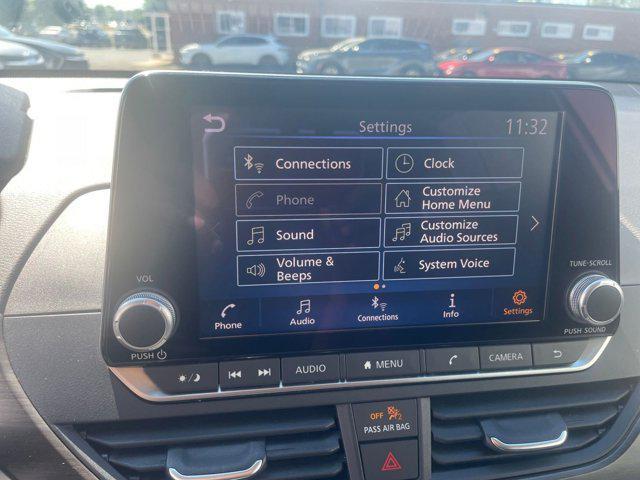 Settings 11:32
Connections Clock
Phone Customize
Home Menu
Sound Customize
Audio Sources
Volume &
Beeps System Voice
Phone Audio Connections Info Settings
VOL
TUNE·SCROLL
PUSH
PUSH SOUND
AUDIO MENU CAMERA
OFF 2
PASS AIR BAG